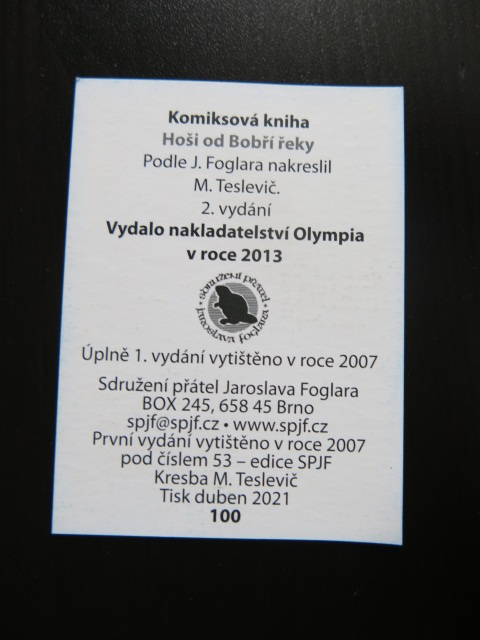 Komiksová kniha
Hoši od Bobří řeky
Podle J. Foglara nakreslil
M. Teslevič.
2. vydání
Vydalo nakladatelství Olympia
v roce 2013
SDRUŽENÍ PŘÁTEL
JAROSLAVA FOGLARA
Úplně 1. vydání vytištěno v roce 2007
Sdružení přátel Jaroslava Foglara
BOX 245, 658 45 Brno
spjf@spjf.cz • www.spjf.cz
První vydání vytištěno v roce 2007
pod číslem 53 – edice SPJF
Kresba M. Teslevič
Tisk duben 2021
100